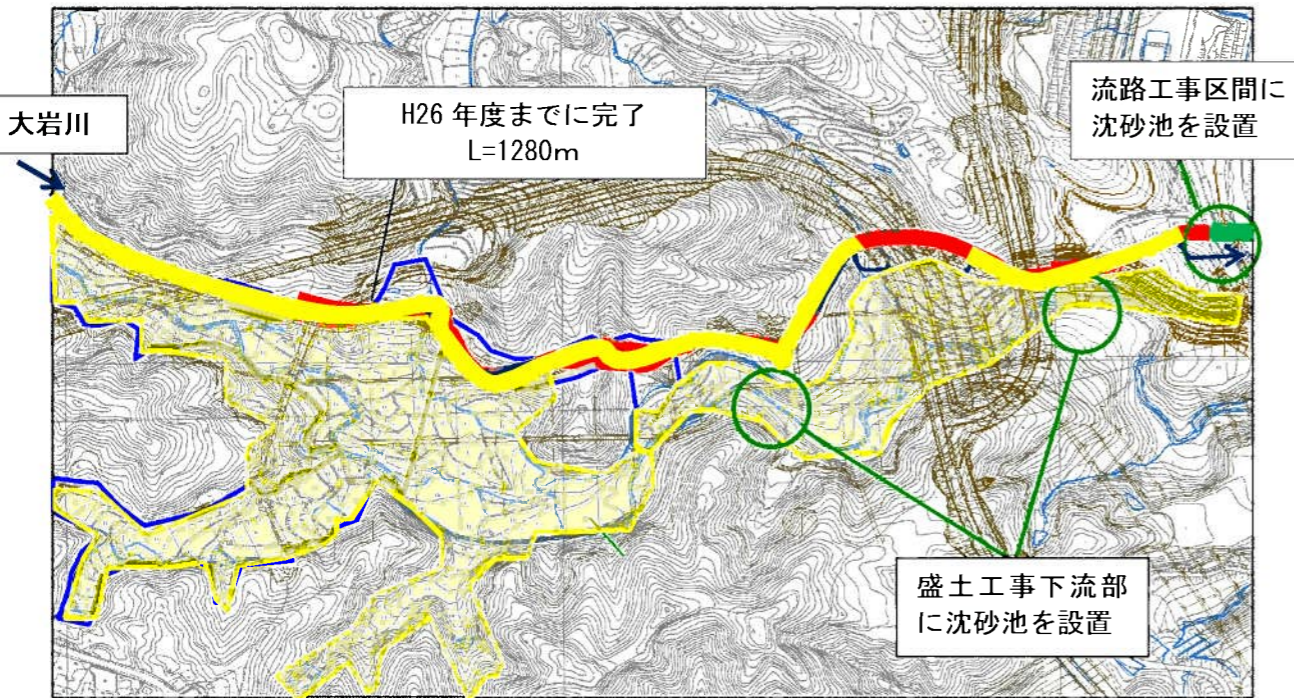 大岩川
H26 年度までに完了
L=1280m
流路工事区間に
沈砂池を設置
盛土工事下流部
に沈砂池を設置